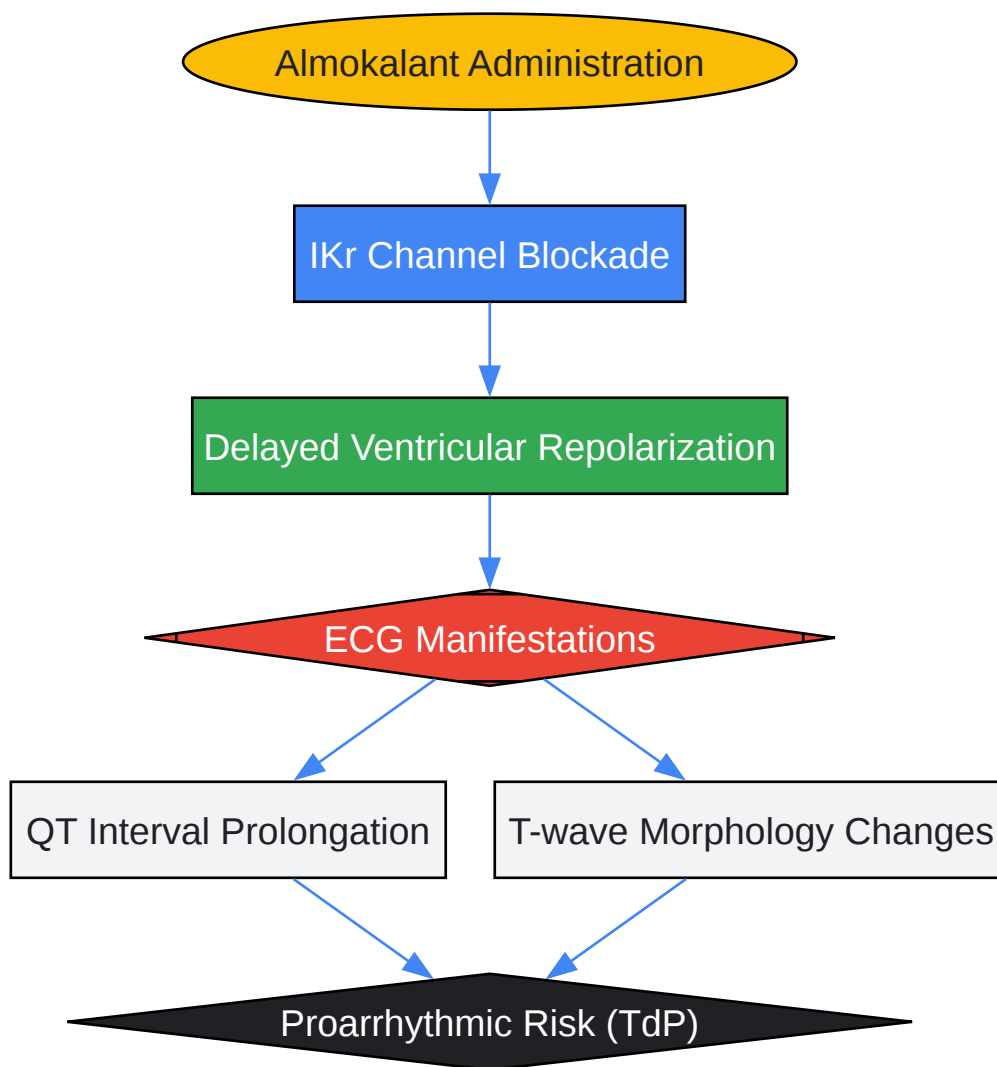 Almokalant Administration
IKr Channel Blockade
Delayed Ventricular Repolarization
ECG Manifestations
QT Interval Prolongation
T-wave Morphology Changes
Proarrhythmic Risk (TdP)